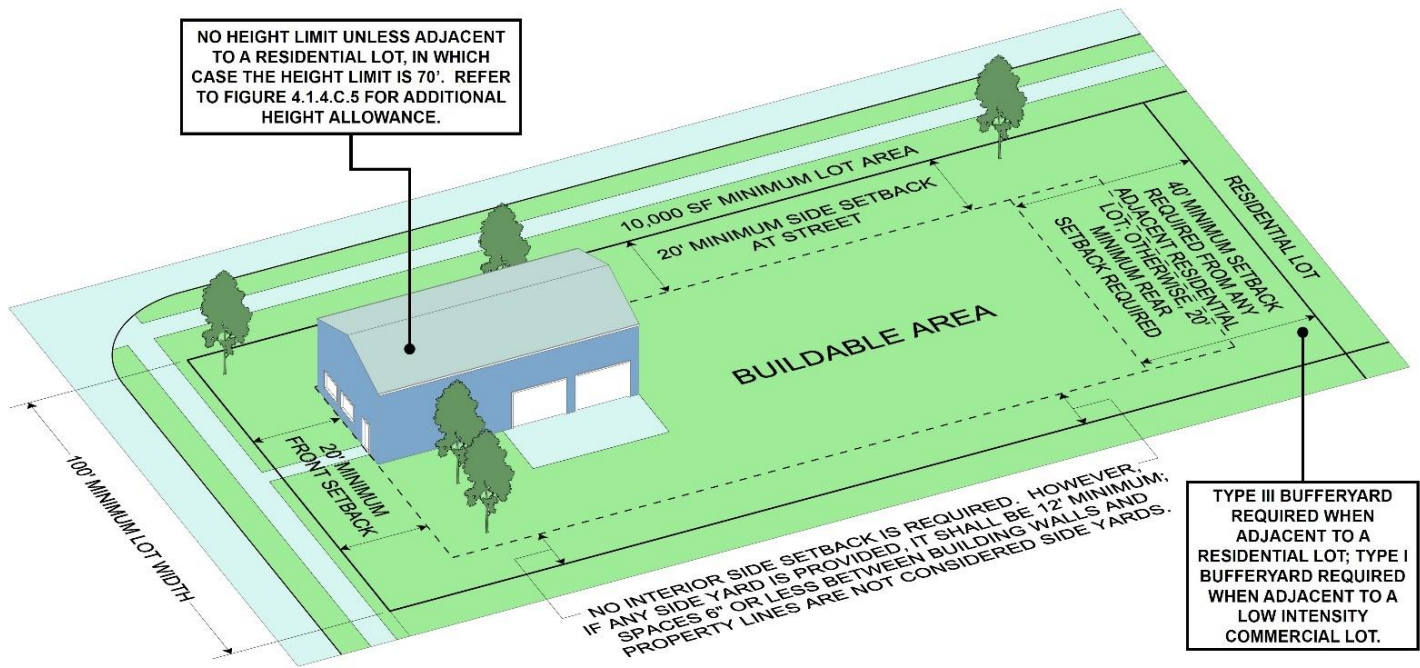 NO HEIGHT LIMIT UNLESS ADJACENT
TO A RESIDENTIAL LOT, IN WHICH
CASE THE HEIGHT LIMIT IS 70'.  REFER
TO FIGURE 4.1.4.C.5 FOR ADDITIONAL
HEIGHT ALLOWANCE.
10,000 SF MINIMUM LOT AREA
20' MINIMUM SIDE SETBACK
AT STREET
RESIDENTIAL LOT
40' MINIMUM SETBACK
REQUIRED FROM ANY
ADJACENT RESIDENTIAL
LOT; OTHERWISE, 20'
MINIMUM REAR
SETBACK REQUIRED
BUILDABLE AREA
20' MINIMUM
FRONT SETBACK
100' MINIMUM LOT WIDTH
NO INTERIOR SIDE SETBACK IS REQUIRED.  HOWEVER,
IF ANY SIDE YARD IS PROVIDED, IT SHALL BE 12' MINIMUM;
SPACES 6" OR LESS BETWEEN BUILDING WALLS AND
PROPERTY LINES ARE NOT CONSIDERED SIDE YARDS.
TYPE III BUFFERYARD
REQUIRED WHEN
ADJACENT TO A
RESIDENTIAL LOT; TYPE I
BUFFERYARD REQUIRED
WHEN ADJACENT TO A
LOW INTENSITY
COMMERCIAL LOT.